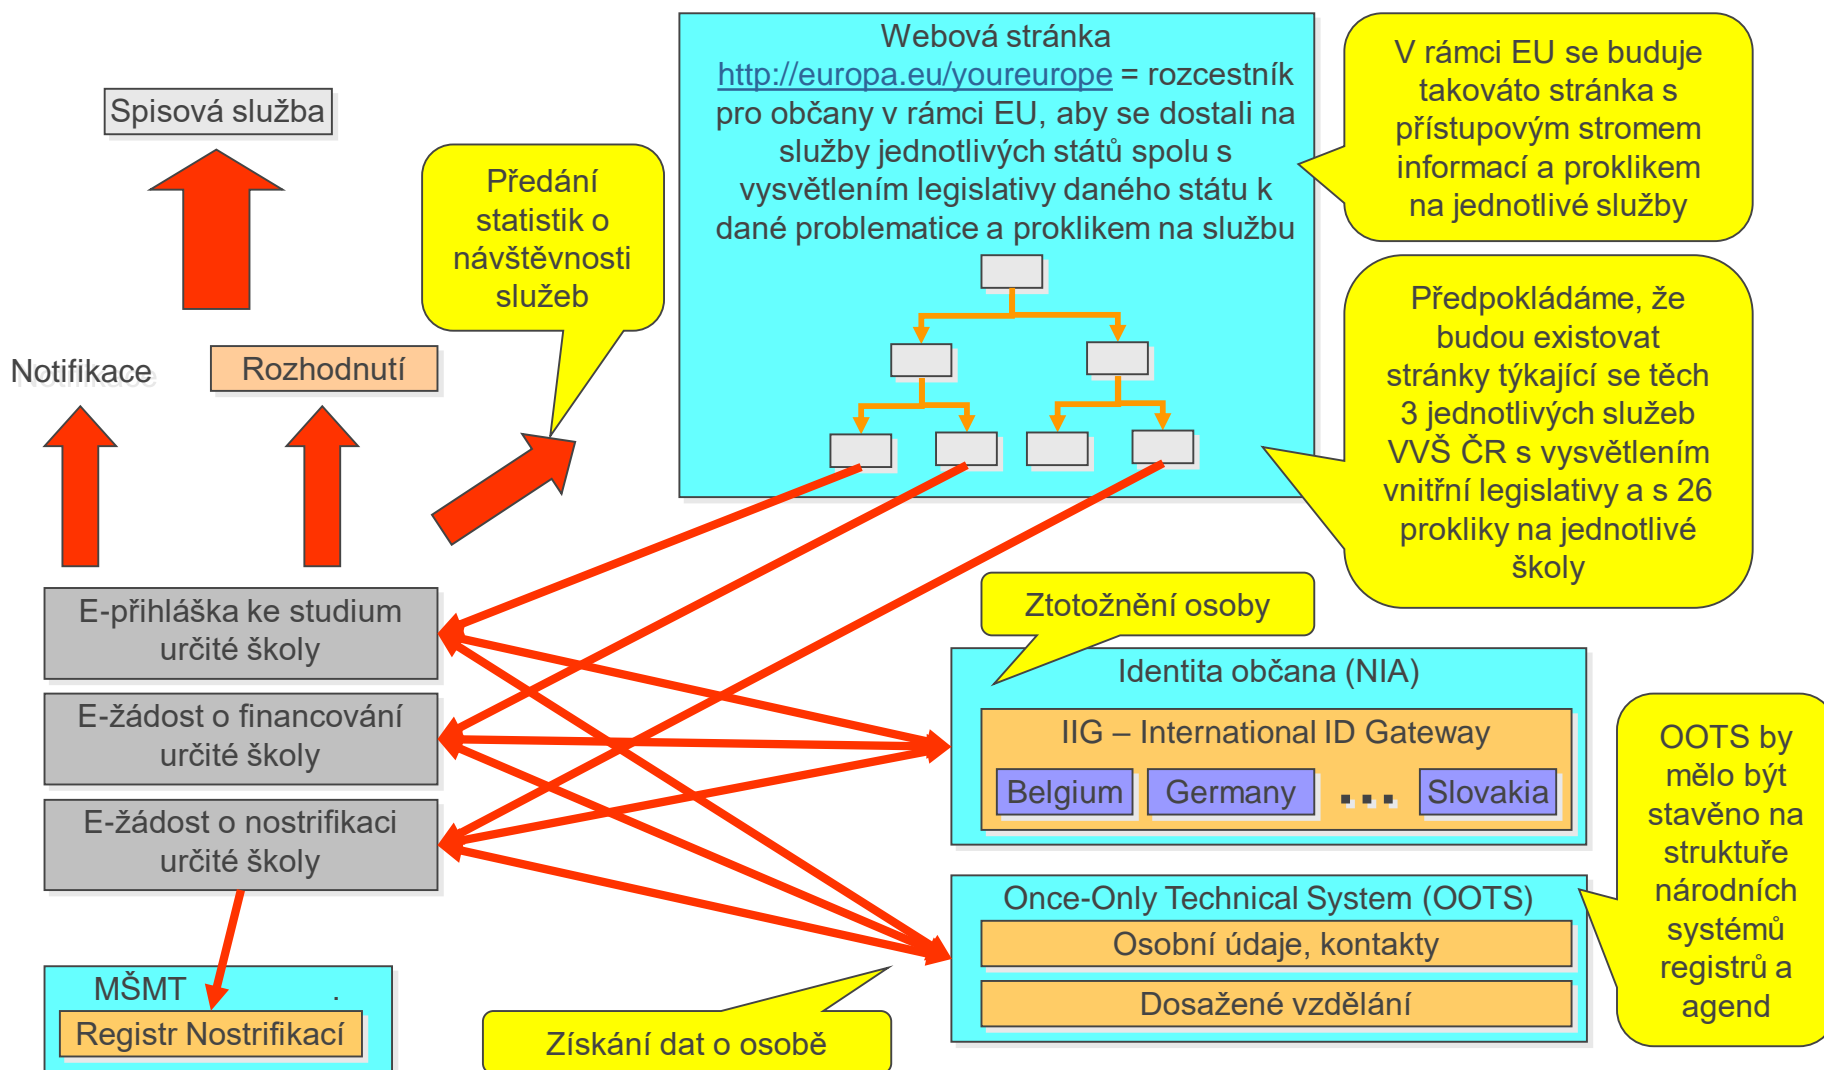 Webová stránka
http://europa.eu/youreurope = rozcestník
pro občany v rámci EU, aby se dostali na
služby jednotlivých států spolu s
vysvětlením legislativy daného státu k
dané problematice a proklikem na službu
V rámci EU se buduje
takováto stránka s
přístupovým stromem
informací a proklikem
na jednotlivé služby
Spisová služba
Předání
statistik o
návštěvnosti
služeb
Předpokládáme, že
budou existovat
stránky týkající se těch
3 jednotlivých služeb
VVŠ ČR s vysvětlením
vnitřní legislativy a s 26
prokliky na jednotlivé
školy
Notifikace
Rozhodnutí
E-přihláška ke studium
určité školy
E-žádost o financování
určité školy
E-žádost o nostrifikaci
určité školy
Ztotožnění osoby
Identita občana (NIA)
IIG – International ID Gateway
Belgium
Germany
...
Slovakia
OOTS by
mělo být
stavěno na
struktuře
národních
systémů
registrů a
agend
Once-Only Technical System (OOTS)
Osobní údaje, kontakty
Dosažené vzdělání
MŠMT .
Registr Nostrifikací
Získání dat o osobě